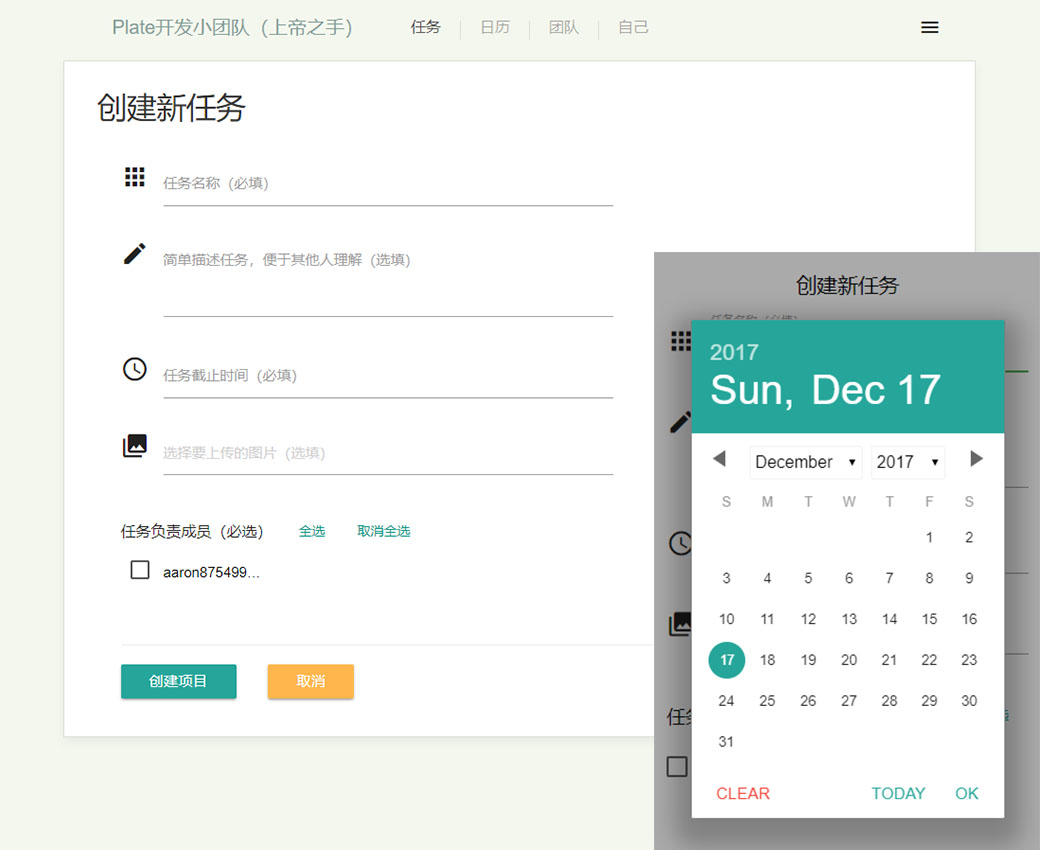 Plate开发小团队（上帝之手） 任务 日历 团队 自己
创建新任务
任务名称（必填）
简单描述任务，便于其他人理解（选填）
任务截止时间（必填）
选择要上传的图片（选填）
任务负责成员（必选） 全选 取消全选
aaron875499...
创建项目 取消
创建新任务
任务名称（必填）
2017
Sun, Dec 17
December 2017
S M T W T F S
1 2
3 4 5 6 7 8 9
10 11 12 13 14 15 16
17 18 19 20 21 22 23
24 25 26 27 28 29 30
31
CLEAR TODAY OK